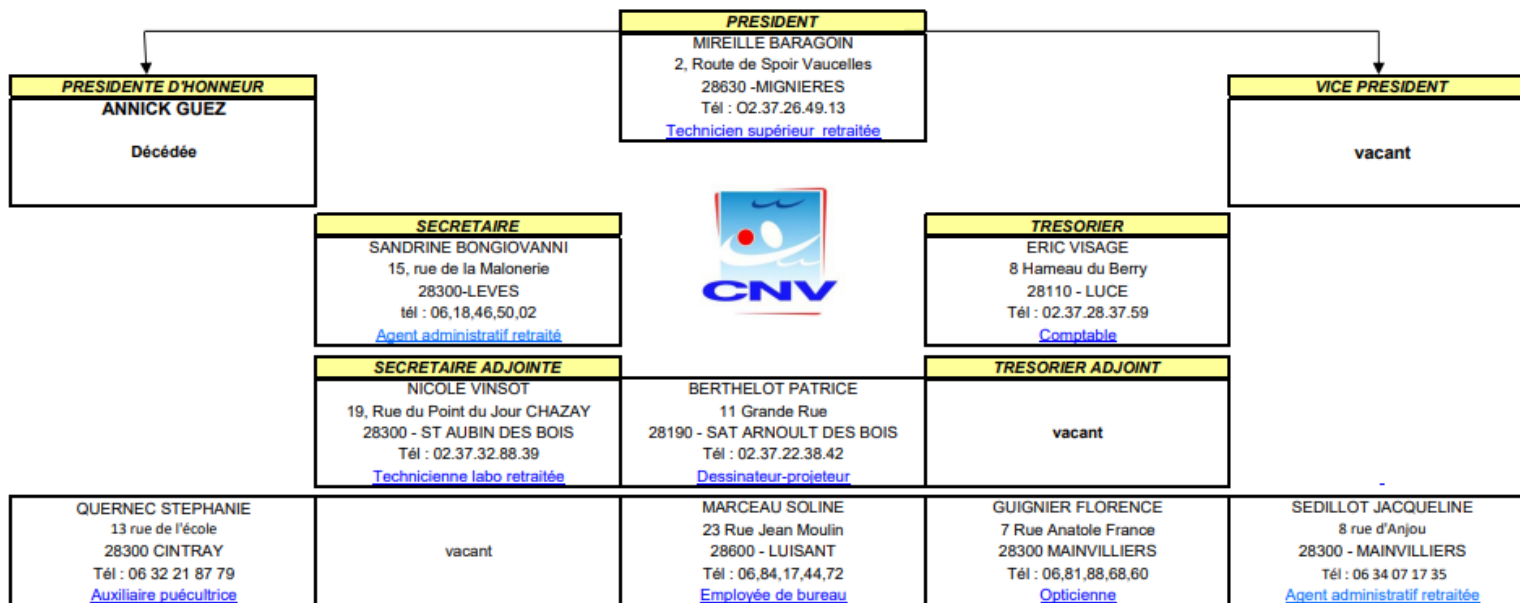 PRESIDENT
MIREILLE BARAGOIN
2, Route de Spoir Vaucelles
28630 -MIGNIERES
Tél : O2.37.26.49.13
Technicien supérieur retraitée
PRESIDENTE D'HONNEUR
ANNICK GUEZ
Décédée
VICE PRESIDENT
vacant
SECRETAIRE
SANDRINE BONGIOVANNI
15, rue de la Malonerie
28300-LEVES
tél : 06,18,46,50,02
Agent administratif retraité
CNV
TRESORIER
ERIC VISAGE
8 Hameau du Berry
28110 - LUCE
Tél : 02.37.28.37.59
Comptable
SECRETAIRE ADJOINTE
NICOLE VINSOT
19, Rue du Point du Jour CHAZAY
28300 - ST AUBIN DES BOIS
Tél : 02.37.32.88.39
Technicienne labo retraitée
BERTHELOT PATRICE
11 Grande Rue
28190 - SAT ARNOULT DES BOIS
Tél : 02.37.22.38.42
Dessinateur-projeteur
TRESORIER ADJOINT
vacant
-
QUERNEC STEPHANIE
13 rue de l'école
28300 CINTRAY
Tél : 06 32 21 87 79
Auxiliaire puécultrice
vacant
MARCEAU SOLINE
23 Rue Jean Moulin
28600 - LUISANT
Tél : 06,84,17,44,72
Employée de bureau
GUIGNIER FLORENCE
7 Rue Anatole France
28300 MAINVILLIERS
Tél : 06,81,88,68,60
Opticienne
SEDILLOT JACQUELINE
8 rue d'Anjou
28300 - MAINVILLIERS
Tél : 06 34 07 17 35
Agent administratif retraitée